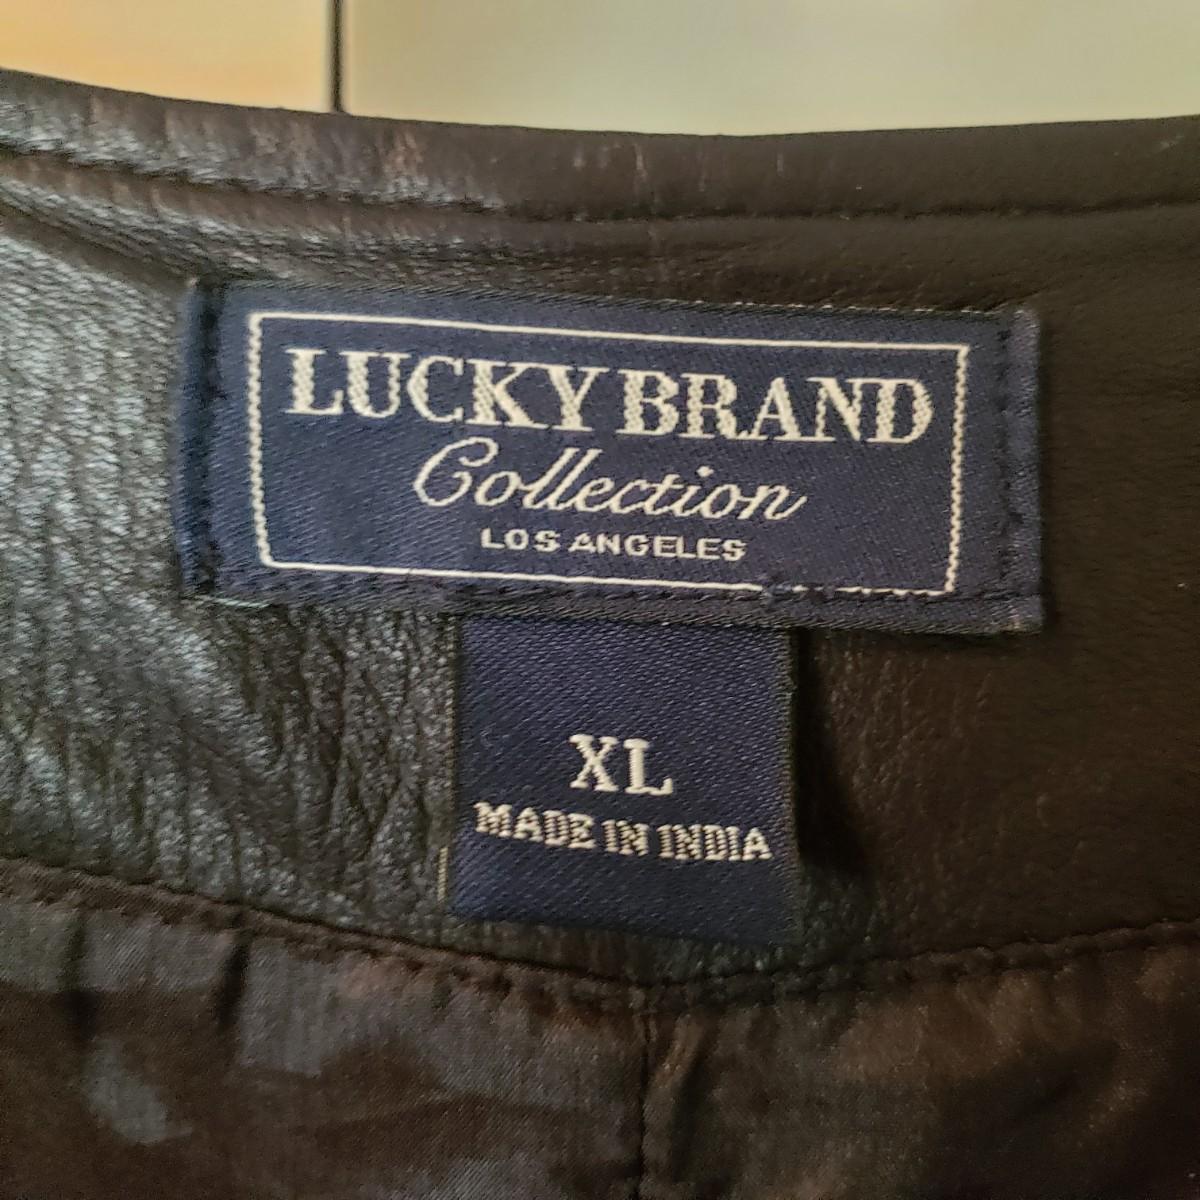 LUCKY BRAND
Collection
LOS ANGELES
XL
MADE IN INDIA